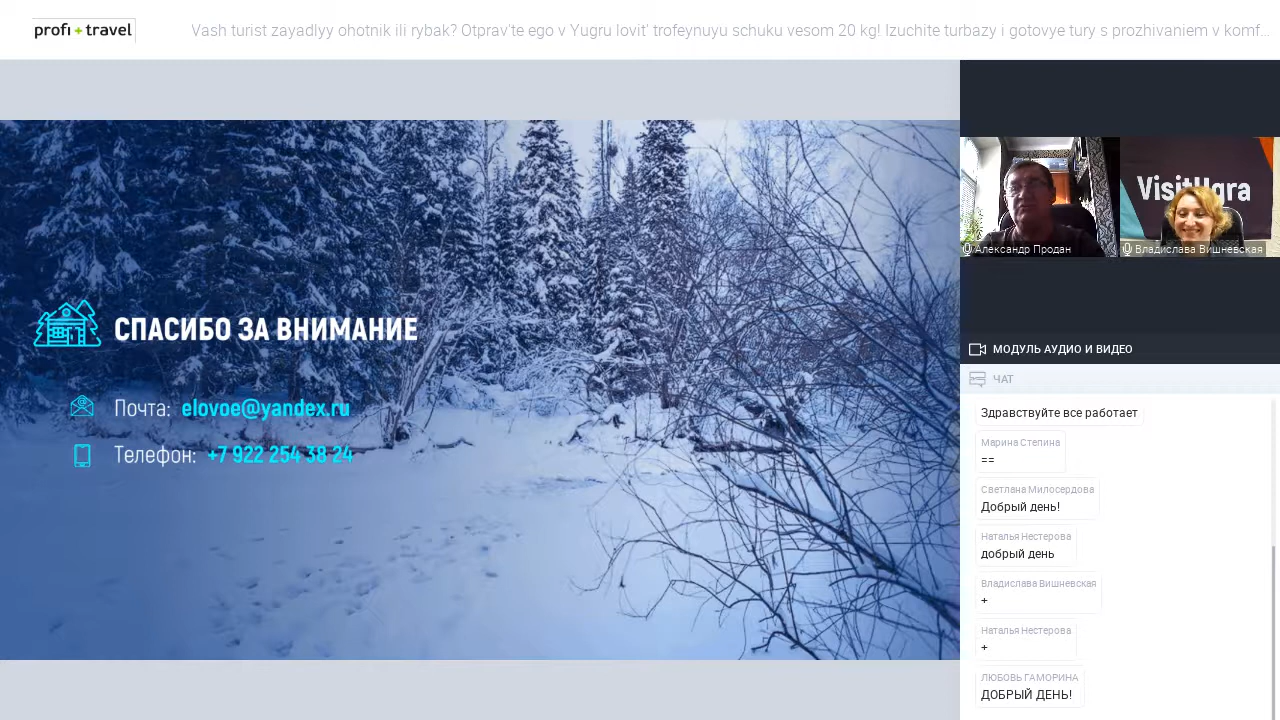 profi + travel
Vash turist zayadlyy ohotnik ili rybak? Otprav'te ego v Yugru lovit' trofeynuyu schuku vesom 20 kg! Izuchite turbazy i gotovye tury s prozhivaniem v komf...
VisitUgra
Александр Продан
Владислава Вишневская
СПАСИБО ЗА ВНИМАНИЕ
Почта: elovoe@yandex.ru
Телефон: +7 922 254 38 24
МОДУЛЬ АУДИО И ВИДЕО
ЧАТ
Здравствуйте все работает
Марина Степина
==
Светлана Милосердова
Добрый день!
Наталья Нестерова
добрый день
Владислава Вишневская
+
Наталья Нестерова
+
ЛЮБОВЬ ГАМОРИНА
ДОБРЫЙ ДЕНЬ!